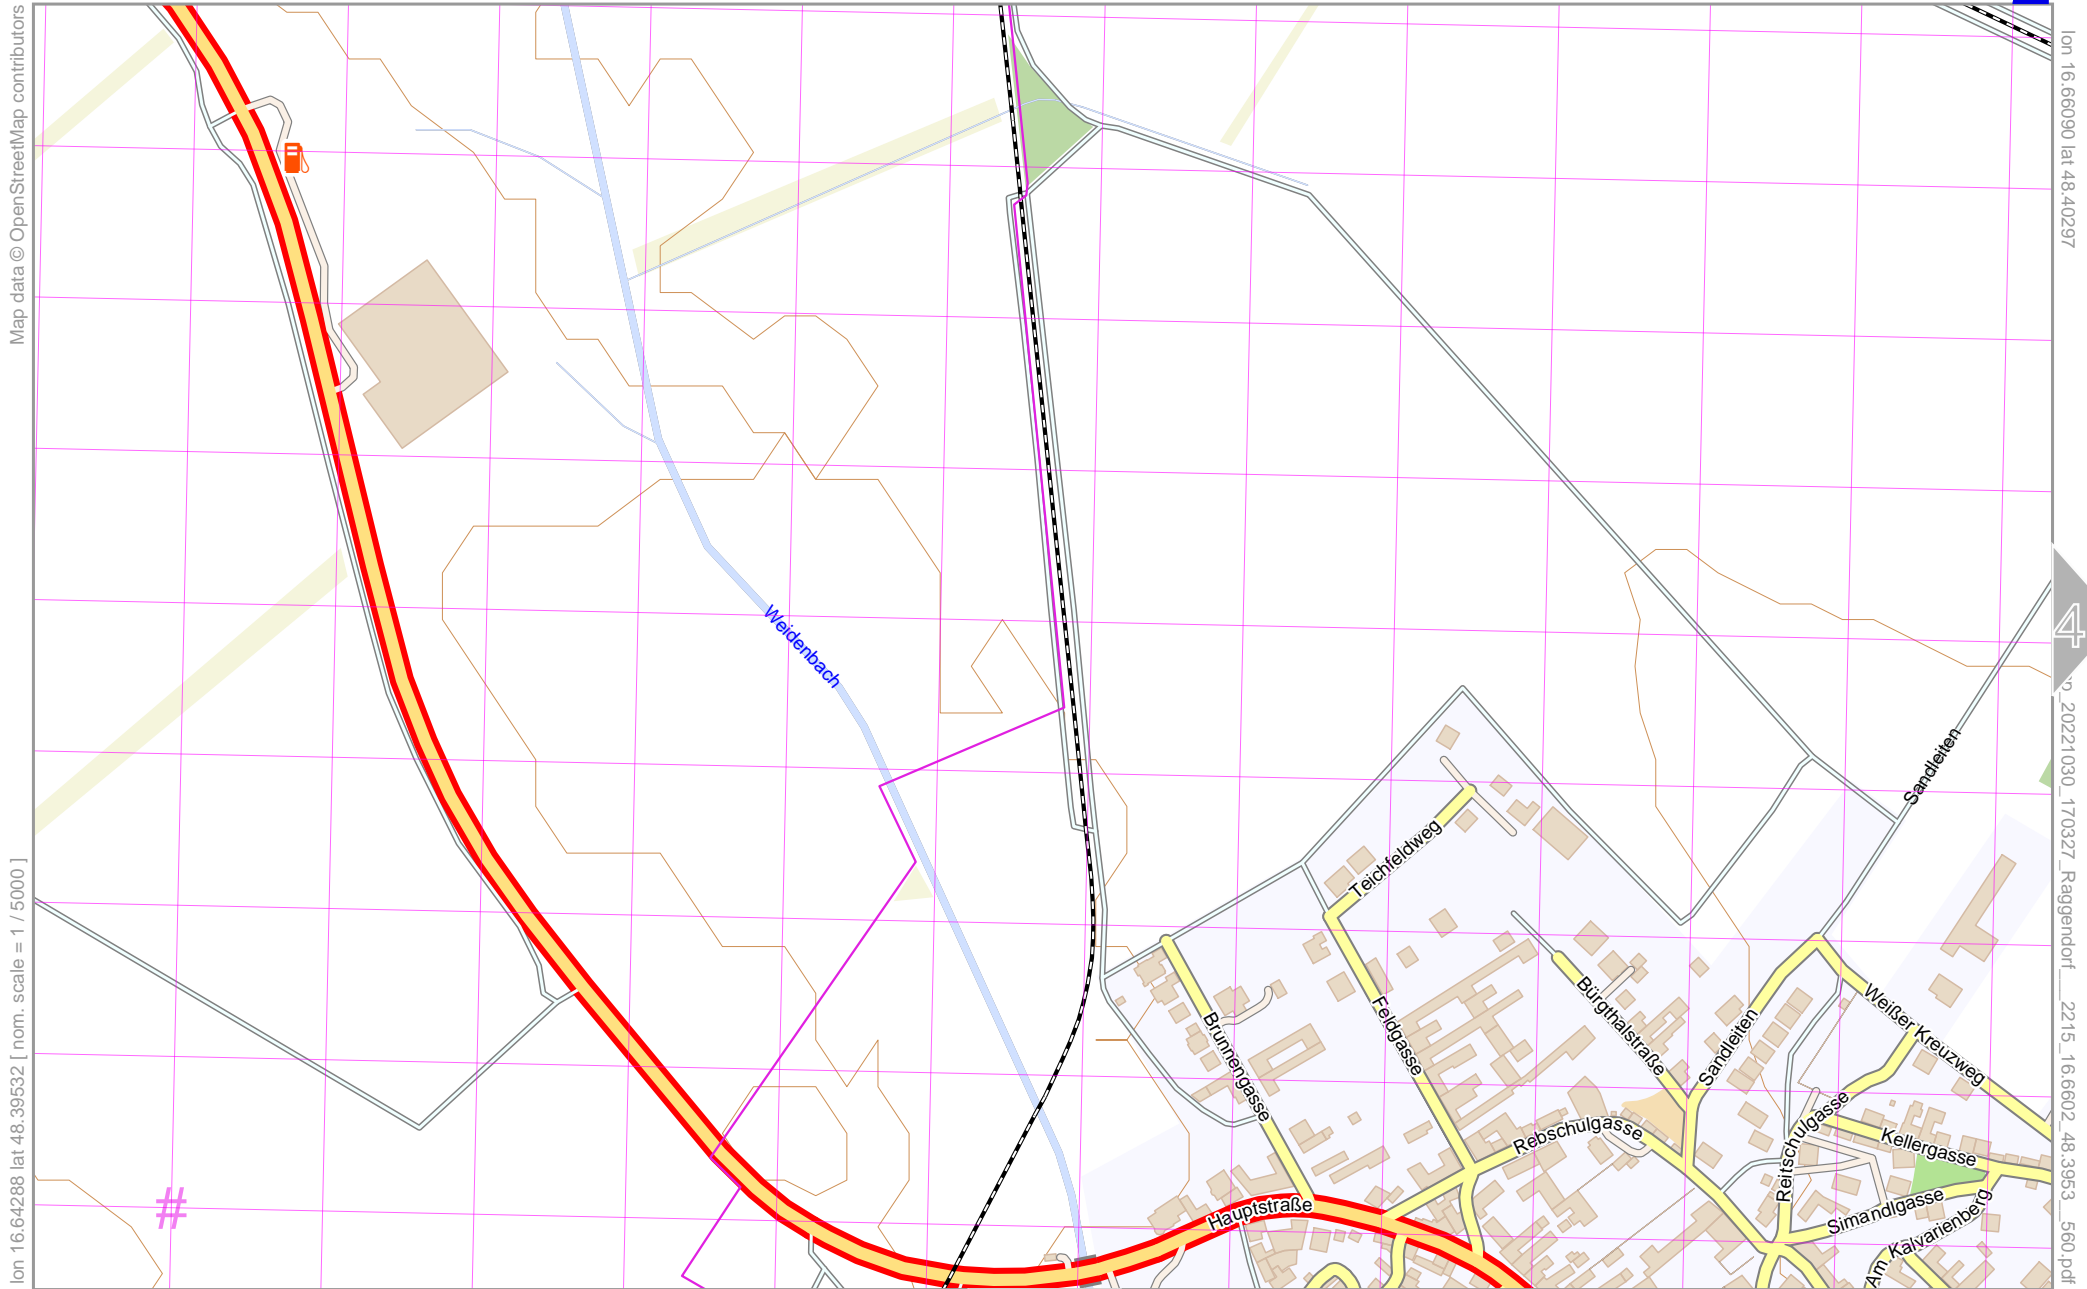 Map data © OpenStreetMap contributors
lon 16.66090 lat 48.40297
Weidenbach
4
Sandleiten
Teichfeldweg
Feldgasse
Brunnengasse
Bürgthalstraße
Sandleiten
Weißer Kreuzweg
Rebschulgasse
Reitschulgasse
Kellergasse
Hauptstraße
Simandlgasse
Am Kalvarienberg
#
lon 16.64288 lat 48.39532 [ nom. scale = 1 / 5000 ]
_20221030_170327_Raggendorf___2215_16.6602_48.3953__560.pdf